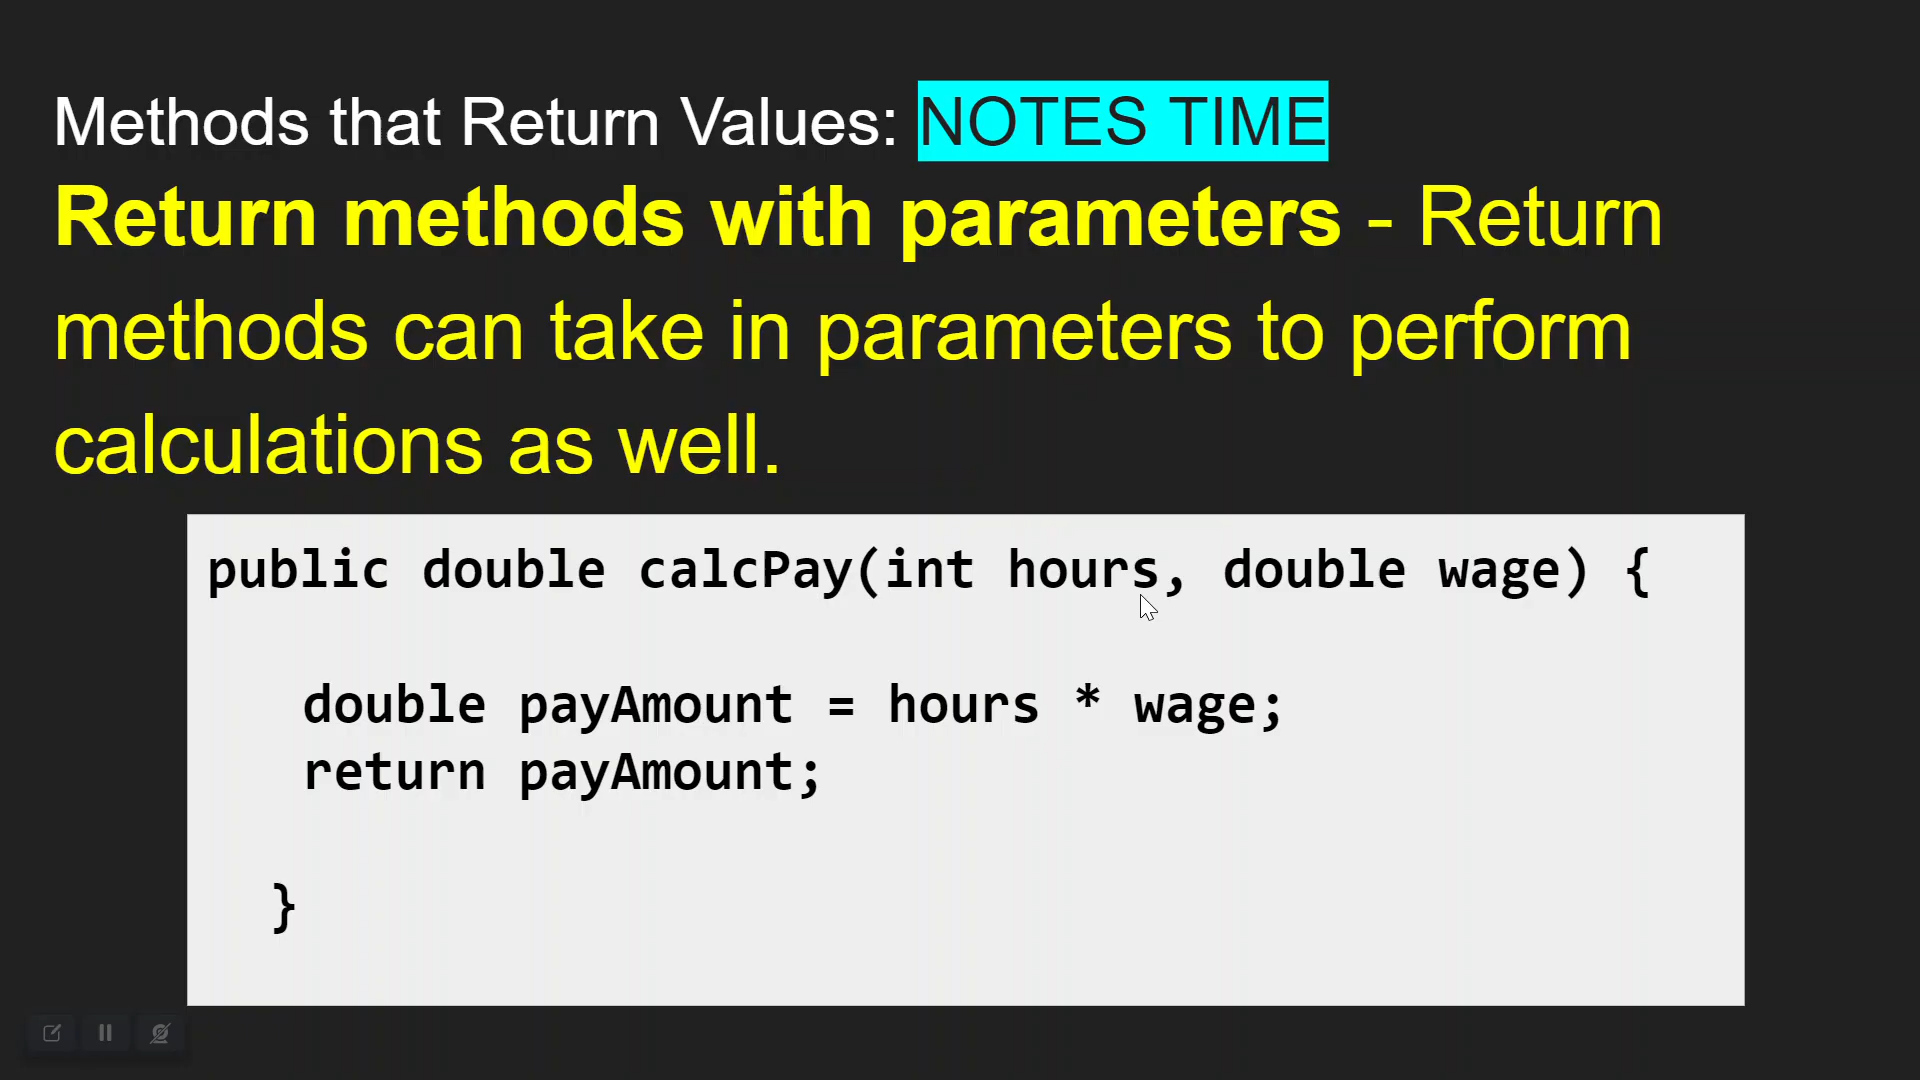 Methods that Return Values: NOTES TIME
Return methods with parameters - Return
methods can take in parameters to perform
calculations as well.
public double calcPay(int hours, double wage) {
double payAmount = hours * wage;
return payAmount;
}